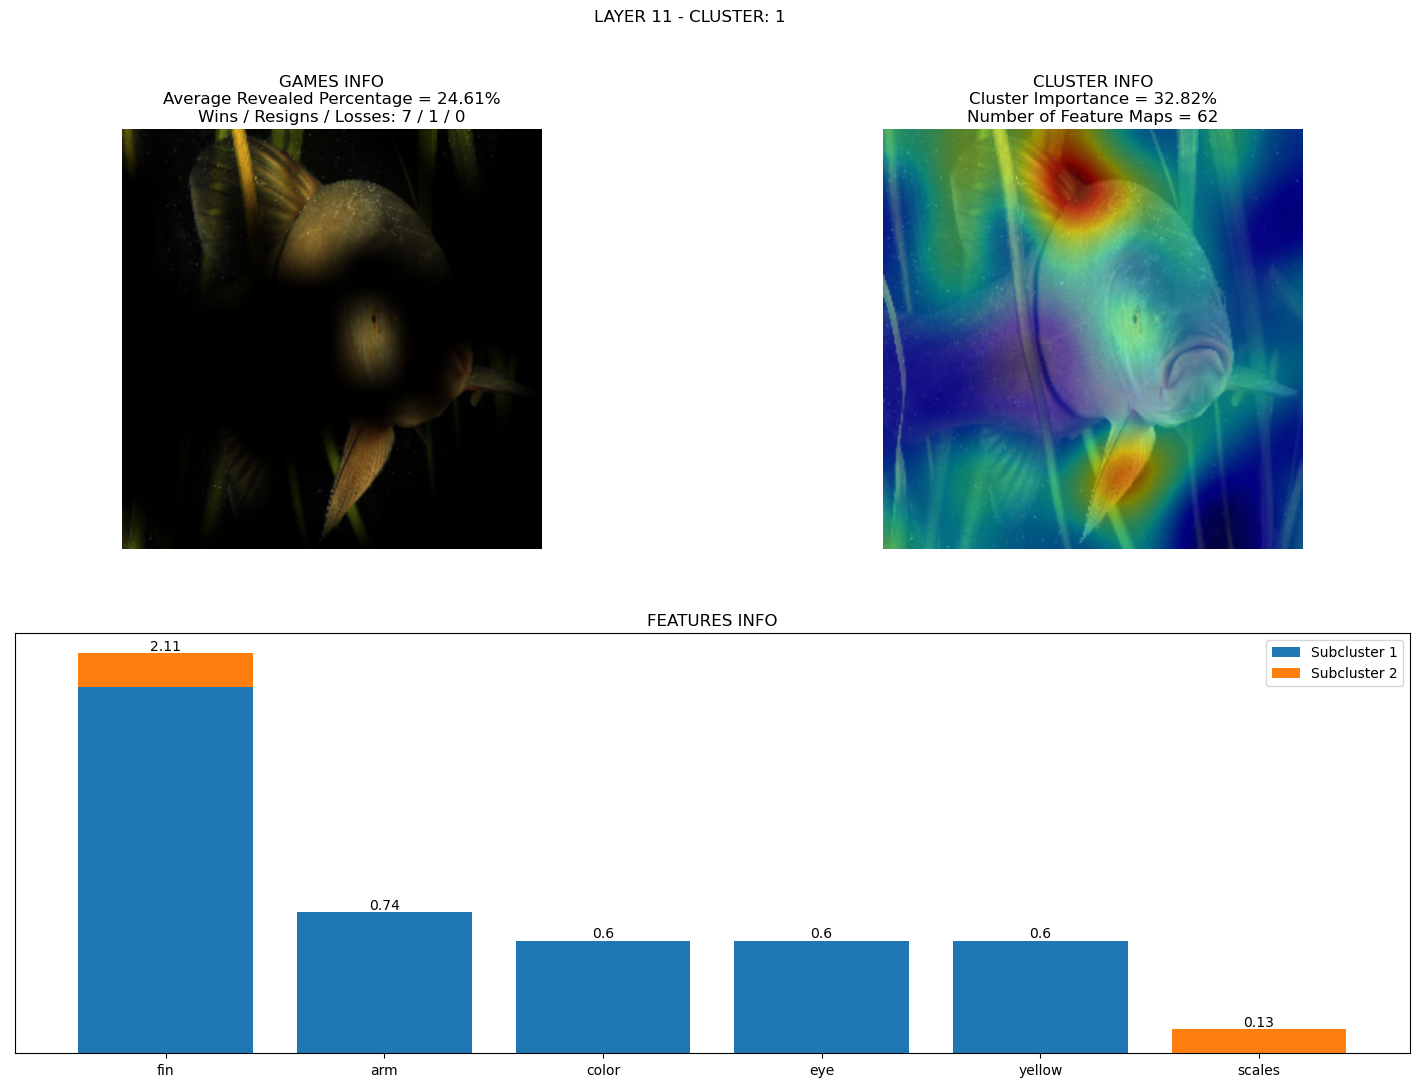 LAYER 11 - CLUSTER: 1
GAMES INFO
Average Revealed Percentage = 24.61%
Wins / Resigns / Losses: 7 / 1 / 0
CLUSTER INFO
Cluster Importance = 32.82%
Number of Feature Maps = 62
FEATURES INFO
2.11
0.74
0.6
0.6
0.6
0.13
Subcluster 1
Subcluster 2
fin
arm
color
eye
yellow
scales